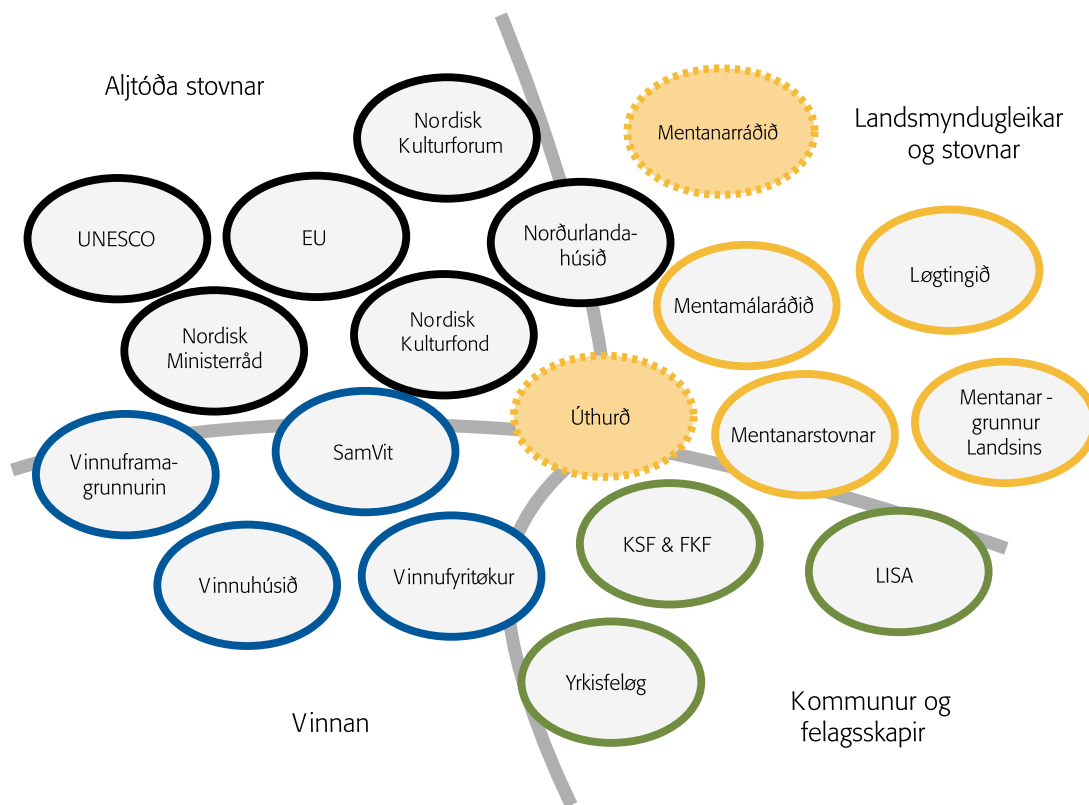 Aljtóða stovnar
Nordisk
Kulturforum
UNESCO
EU
Norðurlanda-
húsið
Nordisk
Ministerråd
Nordisk
Kulturfond
Mentanarráðið
Landsmyndugleikar
og stovnar
Løgtingið
Mentamálaráðið
Mentanar -
grunnur
Landsins
Mentanarstovnar
Úthurð
Vinnuframa-
grunnurin
SamVit
Vinnuhúsið
Vinnufyritøkur
Vinnan
KSF & FKF
LISA
Yrkisfeløg
Kommunur og
felagsskapir